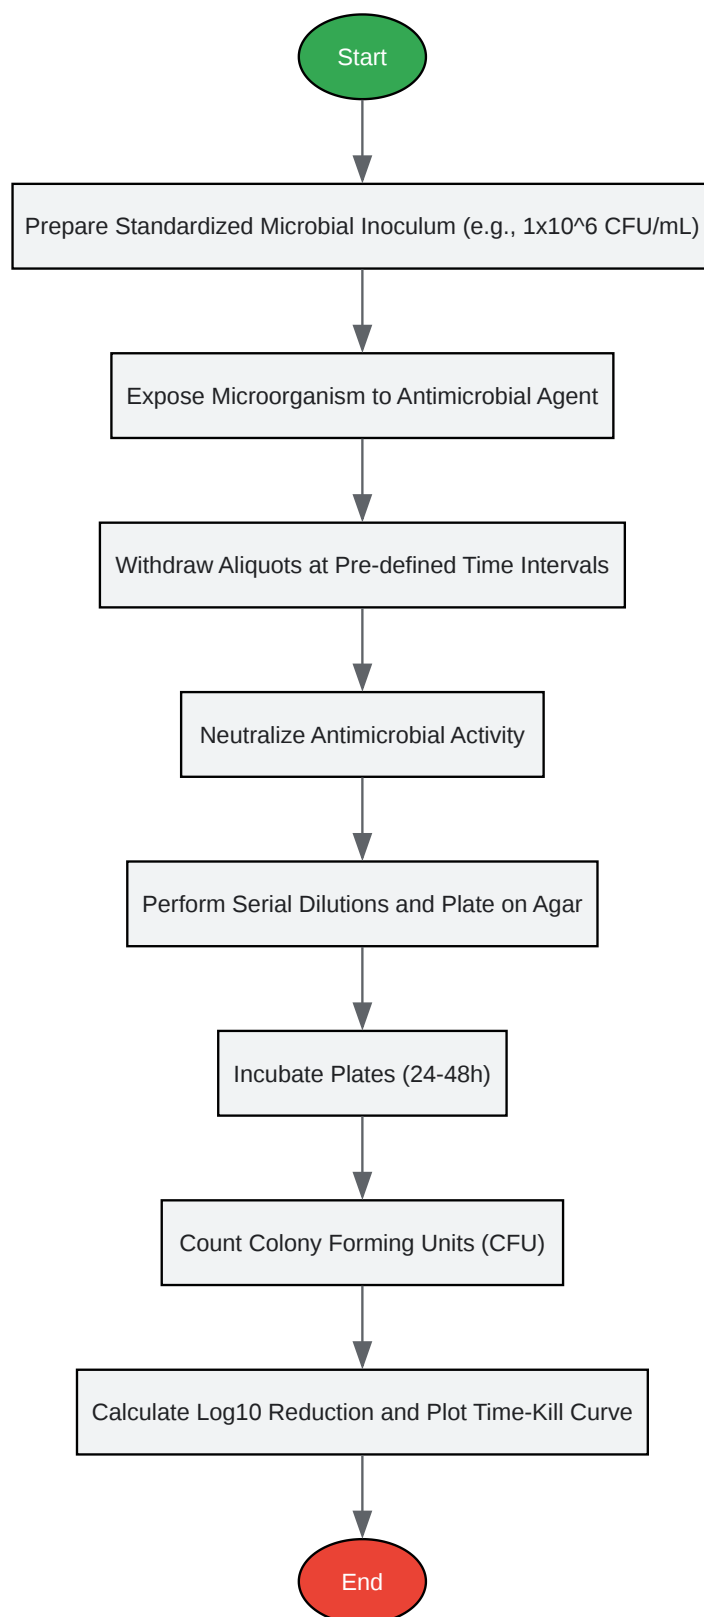 Start
Prepare Standardized Microbial Inoculum (e.g., 1x10^6 CFU/mL)
Expose Microorganism to Antimicrobial Agent
Withdraw Aliquots at Pre-defined Time Intervals
Neutralize Antimicrobial Activity
Perform Serial Dilutions and Plate on Agar
Incubate Plates (24-48h)
Count Colony Forming Units (CFU)
Calculate Log10 Reduction and Plot Time-Kill Curve
End